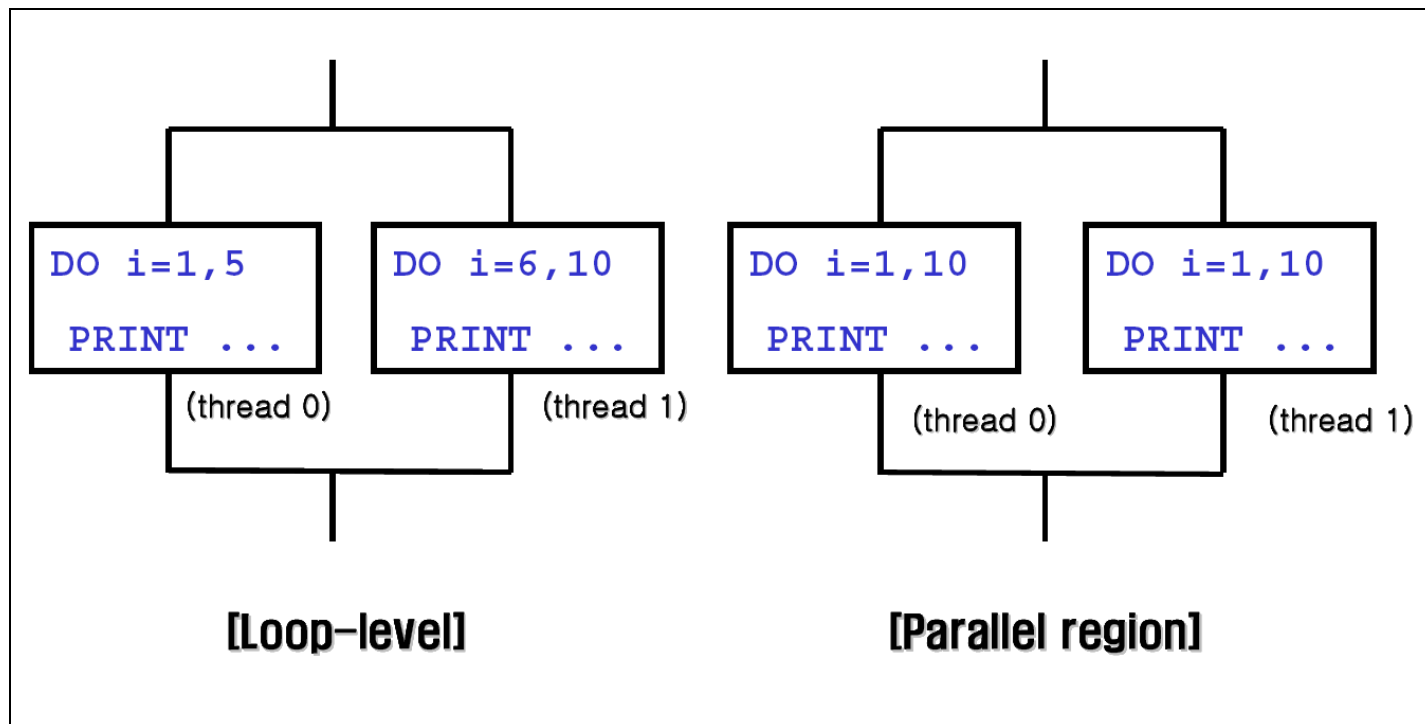 DO i=1,5
PRINT ...
(thread 0)
DO i=6,10
PRINT ...
(thread 1)
[Loop-level]
DO i=1,10
PRINT ...
(thread 0)
DO i=1,10
PRINT ...
(thread 1)
[Parallel region]